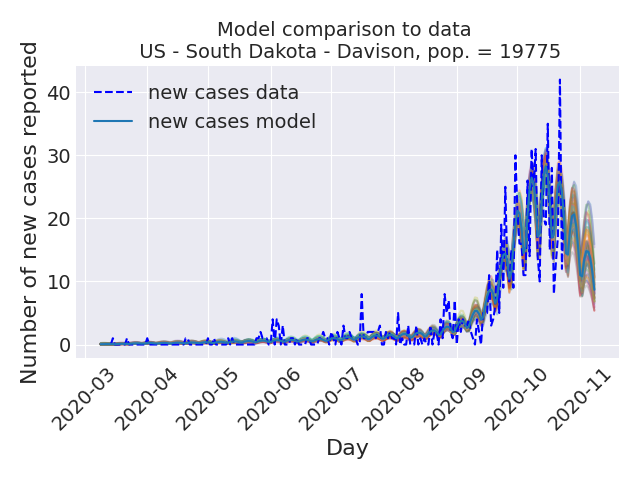 Model comparison to data
US - South Dakota - Davison, pop. = 19775
Number of new cases reported
40
30
20
10
0
new cases data
new cases model
2020-03
2020-04
2020-05
2020-06
2020-07
2020-08
2020-09
2020-10
2020-11
Day